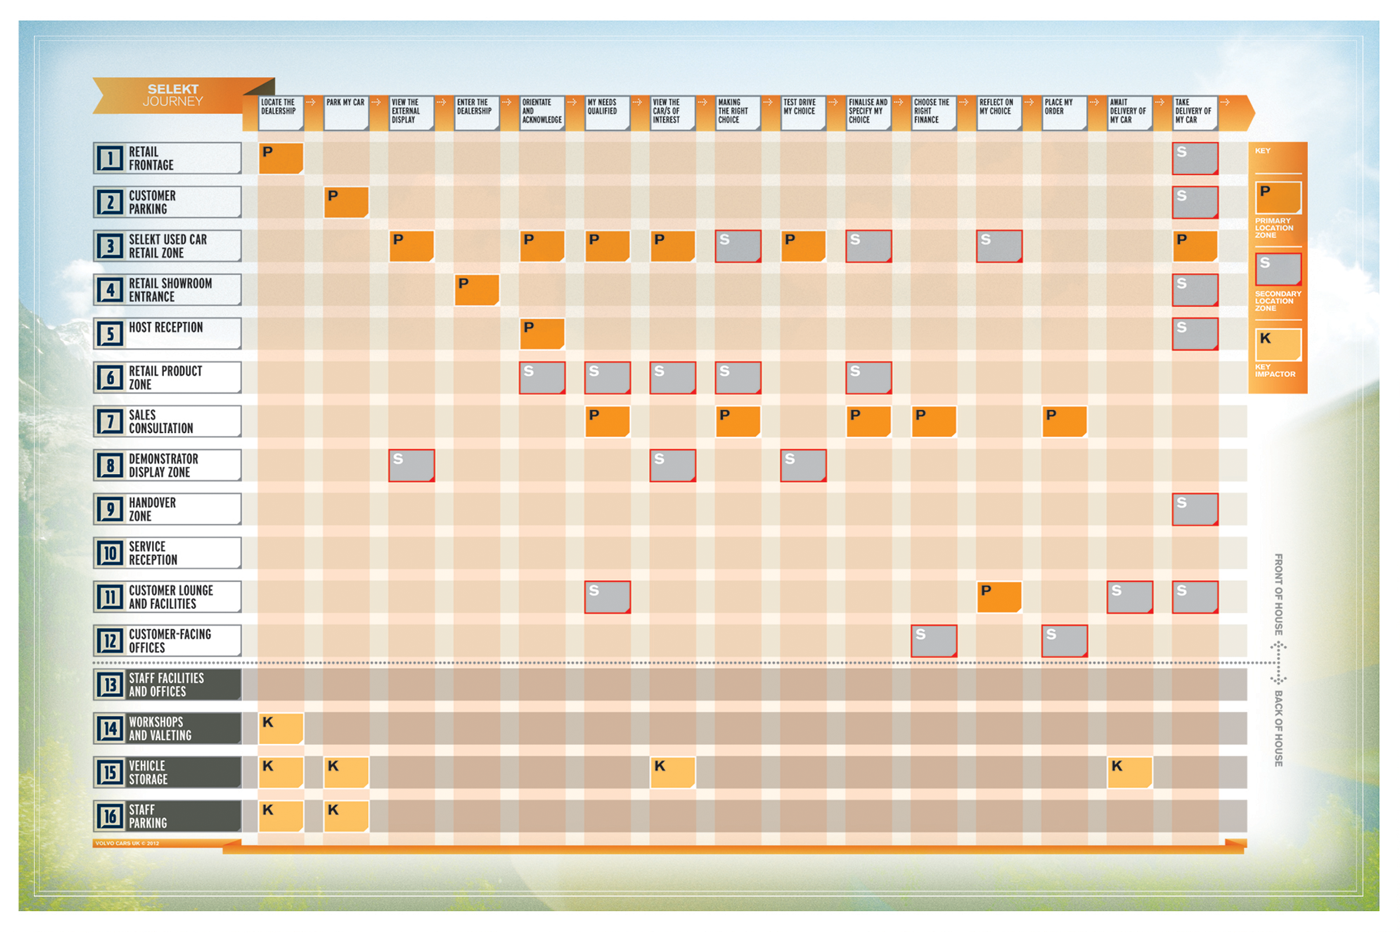 SELEKT
JOURNEY
LOCATE THE
DEALERSHIP
PARK MY CAR
VIEW THE
EXTERNAL
DISPLAY
ENTER THE
DEALERSHIP
ORIENTATE
AND
ACKNOWLEDGE
MY NEEDS
QUALIFIED
VIEW THE
CAR/S OF
INTEREST
MAKING
THE RIGHT
CHOICE
TEST DRIVE
MY CHOICE
FINALISE AND
SPECIFY MY
CHOICE
CHOOSE THE
RIGHT
FINANCE
REFLECT ON
MY CHOICE
PLACE MY
ORDER
AWAIT
DELIVERY OF
MY CAR
TAKE
DELIVERY OF
MY CAR
1 RETAIL
FRONTAGE
P S
2 CUSTOMER
PARKING
P S
3 SELEKT USED CAR
RETAIL ZONE
P P P P S P S S P
4 RETAIL SHOWROOM
ENTRANCE
P S
5 HOST RECEPTION
P S
6 RETAIL PRODUCT
ZONE
S S S S S
7 SALES
CONSULTATION
P P P P P
8 DEMONSTRATOR
DISPLAY ZONE
S S S
9 HANDOVER
ZONE
S
10 SERVICE
RECEPTION
11 CUSTOMER LOUNGE
AND FACILITIES
S P S S
12 CUSTOMER-FACING
OFFICES
S S
13 STAFF FACILITIES
AND OFFICES
14 WORKSHOPS
AND VALETING
K
15 VEHICLE
STORAGE
K K K K
16 STAFF
PARKING
K K
KEY
P
PRIMARY
LOCATION
ZONE
S
SECONDARY
LOCATION
ZONE
K
KEY
IMPACTOR
FRONT OF HOUSE
BACK OF HOUSE
VOLVO CARS UK © 2012